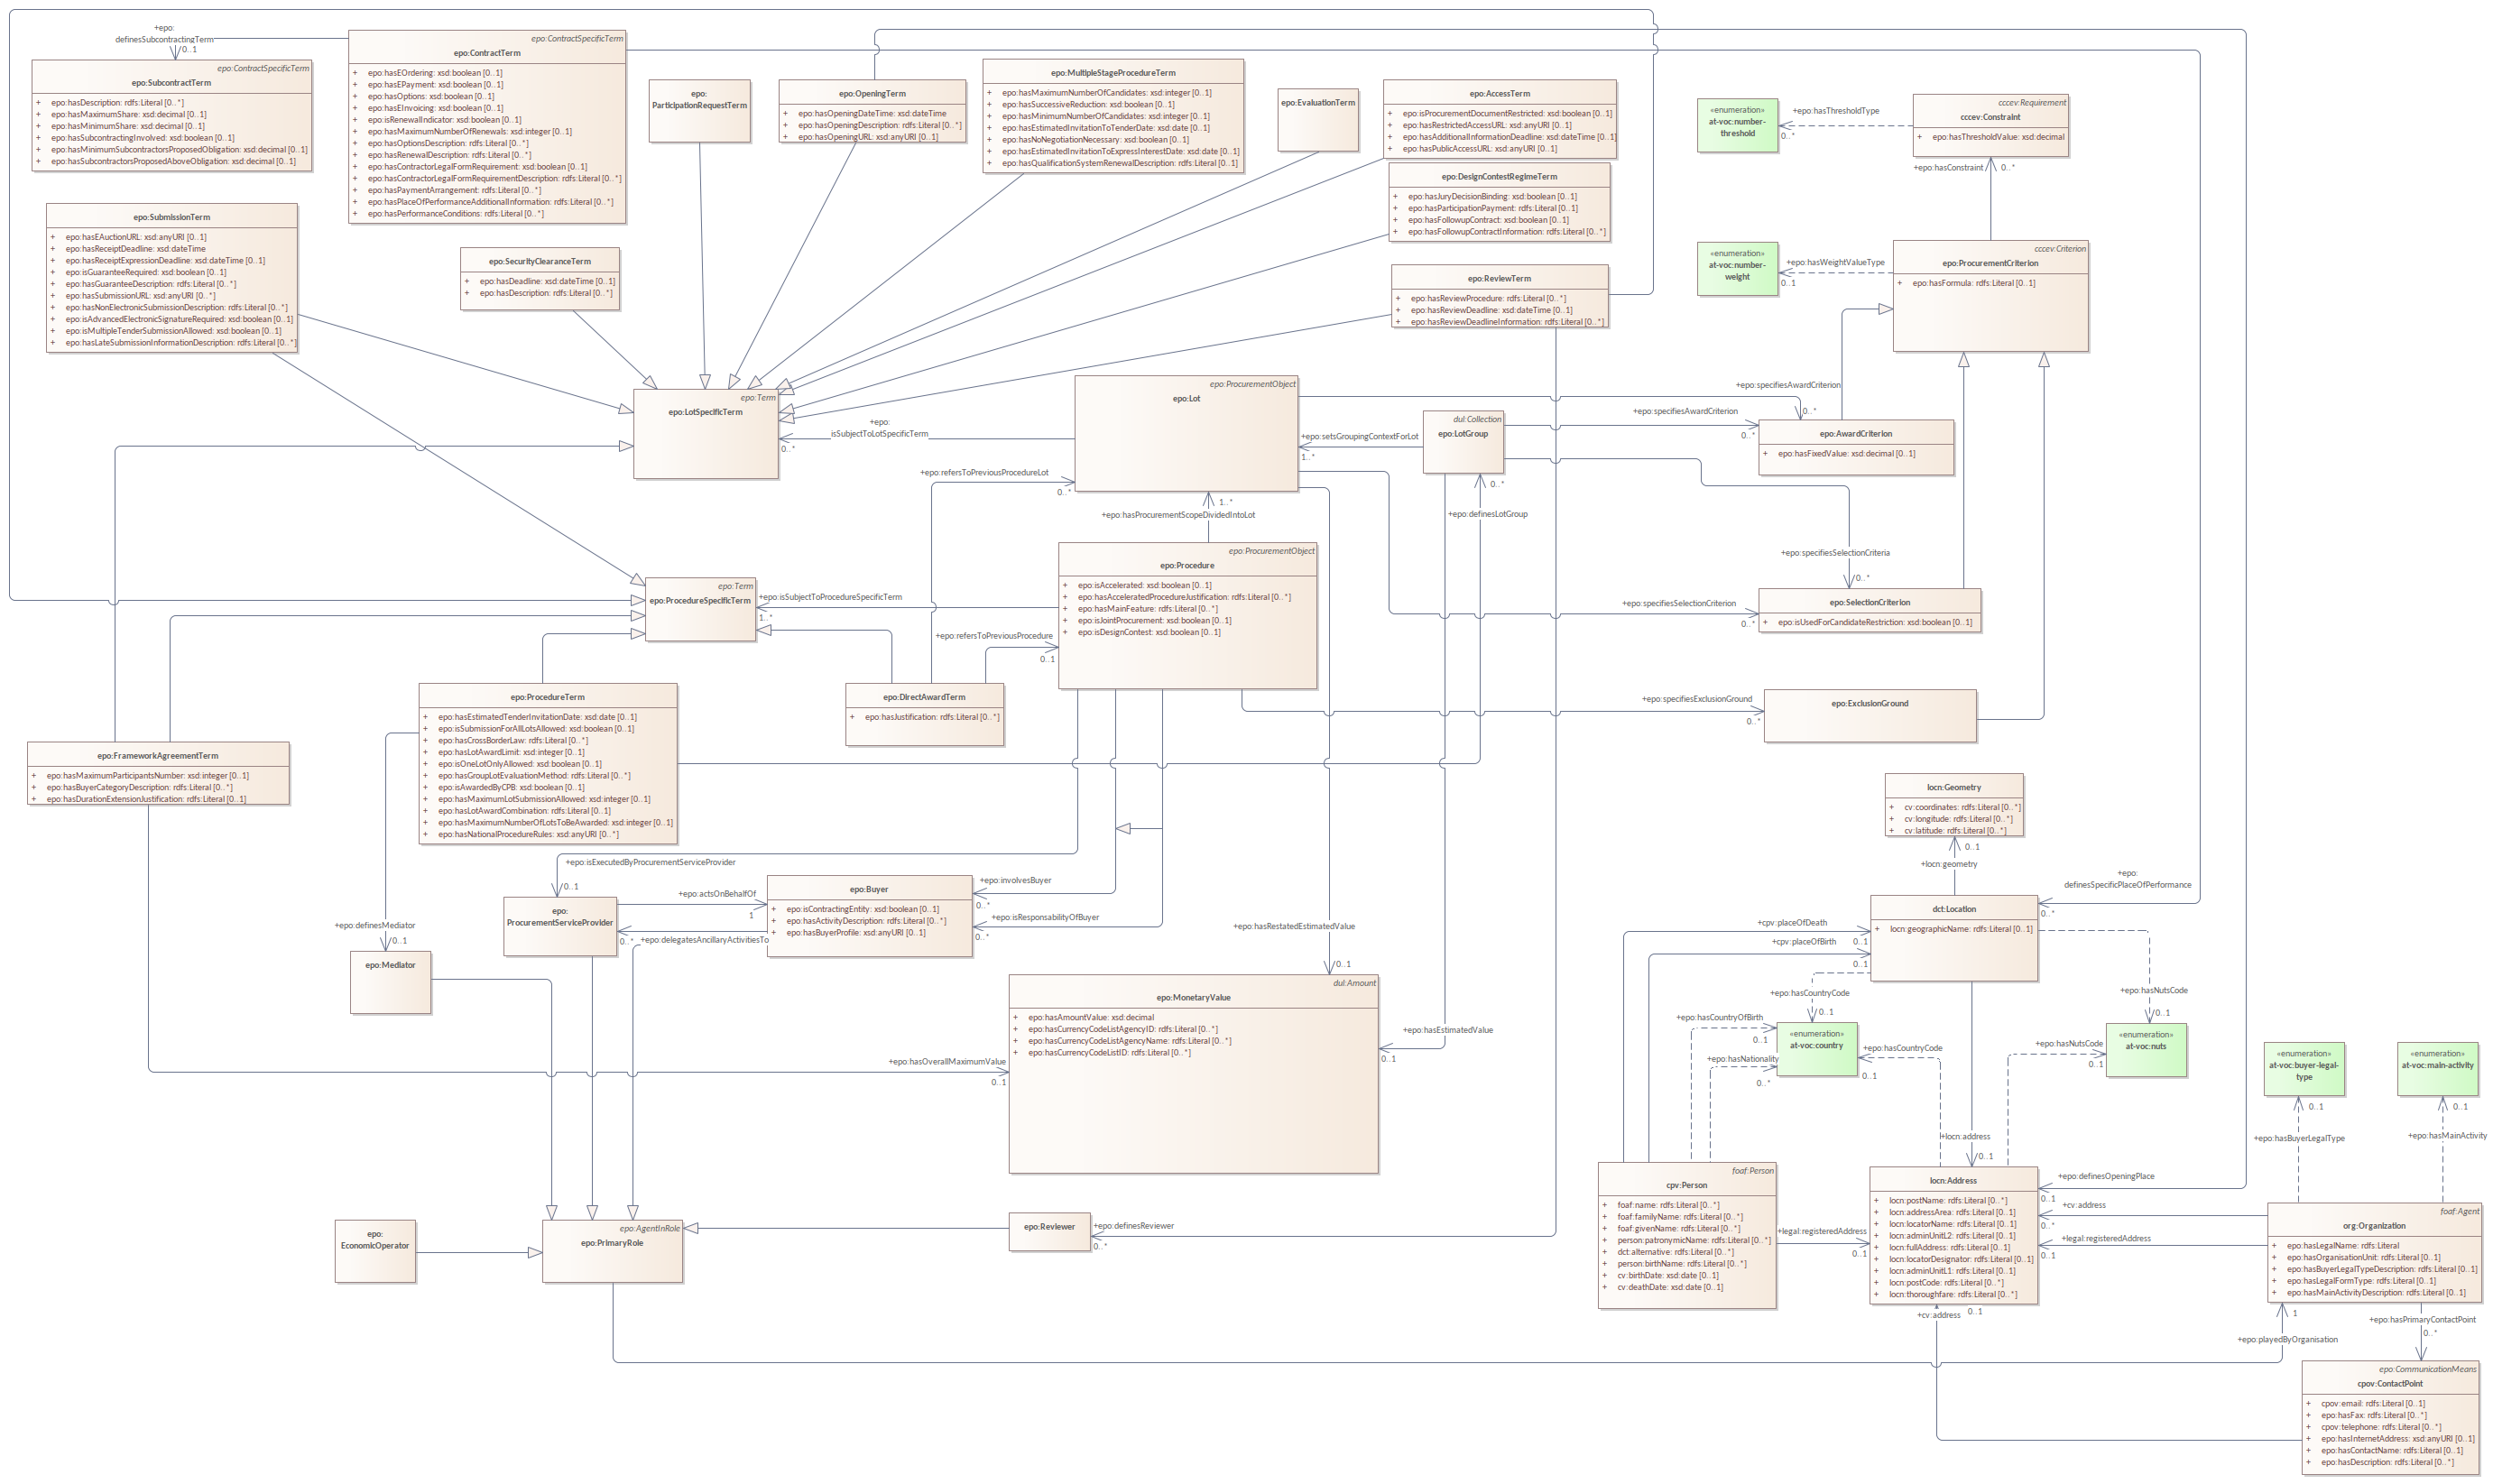 +epo:
definesSubcontractingTerm
0..1
epo:ContractSpecificTerm
epo:SubcontractTerm
+ epo:hasDescription: rdfs:Literal [0..*]
+ epo:hasMaximumShare: xsd:decimal [0..1]
+ epo:hasMinimumShare: xsd:decimal [0..1]
+ epo:hasSubcontractingInvolved: xsd:boolean [0..1]
+ epo:hasMinimumSubcontractorsProposedObligation: xsd:decimal [0..1]
+ epo:hasSubcontractorsProposedAboveObligation: xsd:decimal [0..1]
epo:ContractSpecificTerm
epo:ContractTerm
+ epo:hasEOrdering: xsd:boolean [0..1]
+ epo:hasEPayment: xsd:boolean [0..1]
+ epo:hasOptions: xsd:boolean [0..1]
+ epo:hasEInvoicing: xsd:boolean [0..1]
+ epo:isRenewalIndicator: xsd:boolean [0..1]
+ epo:hasMaximumNumberOfRenewals: xsd:integer [0..1]
+ epo:hasOptionsDescription: rdfs:Literal [0..*]
+ epo:hasRenewalDescription: rdfs:Literal [0..*]
+ epo:hasContractorLegalFormRequirement: xsd:boolean [0..1]
+ epo:hasContractorLegalFormRequirementDescription: rdfs:Literal [0..*]
+ epo:hasPaymentArrangement: rdfs:Literal [0..*]
+ epo:hasPlaceOfPerformanceAdditionalInformation: rdfs:Literal [0..*]
+ epo:hasPerformanceConditions: rdfs:Literal [0..*]
epo:
ParticipationRequestTerm
epo:OpeningTerm
+ epo:hasOpeningDateTime: xsd:dateTime
+ epo:hasOpeningDescription: rdfs:Literal [0..*]
+ epo:hasOpeningURL: xsd:anyURI [0..1]
epo:MultipleStageProcedureTerm
+ epo:hasMaximumNumberOfCandidates: xsd:integer [0..1]
+ epo:hasSuccessiveReduction: xsd:boolean [0..1]
+ epo:hasMinimumNumberOfCandidates: xsd:integer [0..1]
+ epo:hasEstimatedInvitationToTenderDate: xsd:date [0..1]
+ epo:hasNoNegotiationNecessary: xsd:boolean [0..1]
+ epo:hasEstimatedInvitationToExpressInterestDate: xsd:date [0..1]
+ epo:hasQualificationSystemRenewalDescription: rdfs:Literal [0..1]
epo:EvaluationTerm
epo:AccessTerm
+ epo:isProcurementDocumentRestricted: xsd:boolean [0..1]
+ epo:hasRestrictedAccessURL: xsd:anyURI [0..1]
+ epo:hasAdditionalInformationDeadline: xsd:dateTime [0..1]
+ epo:hasPublicAccessURL: xsd:anyURI [0..1]
epo:DesignContestRegimeTerm
+ epo:hasJuryDecisionBinding: xsd:boolean [0..1]
+ epo:hasParticipationPayment: rdfs:Literal [0..1]
+ epo:hasFollowupContract: xsd:boolean [0..1]
+ epo:hasFollowupContractInformation: rdfs:Literal [0..*]
epo:ReviewTerm
+ epo:hasReviewProcedure: rdfs:Literal [0..*]
+ epo:hasReviewDeadline: xsd:dateTime [0..1]
+ epo:hasReviewDeadlineInformation: rdfs:Literal [0..*]
«enumeration»
at-voc:number-
threshold
+epo:hasThresholdType
0..*
cccev:Requirement
cccev:Constraint
+ epo:hasThresholdValue: xsd:decimal
+epo:hasConstraint
0..*
«enumeration»
at-voc:number-
weight
+epo:hasWeightValueType
0..1
cccev:Criterion
epo:ProcurementCriterion
+ epo:hasFormula: rdfs:Literal [0..1]
epo:SubmissionTerm
+ epo:hasEAuctionURL: xsd:anyURI [0..1]
+ epo:hasReceiptDeadline: xsd:dateTime
+ epo:hasReceiptExpressionDeadline: xsd:dateTime [0..1]
+ epo:isGuaranteeRequired: xsd:boolean [0..1]
+ epo:hasGuaranteeDescription: rdfs:Literal [0..*]
+ epo:hasSubmissionURL: xsd:anyURI [0..*]
+ epo:hasNonElectronicSubmissionDescription: rdfs:Literal [0..*]
+ epo:isAdvancedElectronicSignatureRequired: xsd:boolean [0..1]
+ epo:isMultipleTenderSubmissionAllowed: xsd:boolean [0..1]
+ epo:hasLateSubmissionInformationDescription: rdfs:Literal [0..*]
epo:SecurityClearanceTerm
+ epo:hasDeadline: xsd:dateTime [0..1]
+ epo:hasDescription: rdfs:Literal [0..*]
epo:Term
epo:LotSpecificTerm
+epo:
isSubjectToLotSpecificTerm
0..*
epo:ProcurementObject
epo:Lot
+epo:setsGroupingContextForLot
1..*
dul:Collection
epo:LotGroup
0..*
+epo:definesLotGroup
+epo:specifiesAwardCriterion
0..*
+epo:specifiesAwardCriterion
0..*
epo:AwardCriterion
+ epo:hasFixedValue: xsd:decimal [0..1]
+epo:refersToPreviousProcedureLot
0..*
1..*
+epo:hasProcurementScopeDividedIntoLot
epo:ProcurementObject
epo:Procedure
+ epo:isAccelerated: xsd:boolean [0..1]
+ epo:hasAcceleratedProcedureJustification: rdfs:Literal [0..*]
+ epo:hasMainFeature: rdfs:Literal [0..*]
+ epo:isJointProcurement: xsd:boolean [0..1]
+ epo:isDesignContest: xsd:boolean [0..1]
epo:Term
epo:ProcedureSpecificTerm
+epo:isSubjectToProcedureSpecificTerm
1..*
+epo:refersToPreviousProcedure
0..1
+epo:specifiesSelectionCriteria
0..*
+epo:specifiesSelectionCriterion
0..*
epo:SelectionCriterion
+ epo:isUsedForCandidateRestriction: xsd:boolean [0..1]
+epo:specifiesExclusionGround
0..*
epo:ExclusionGround
epo:ProcedureTerm
+ epo:hasEstimatedTenderInvitationDate: xsd:date [0..1]
+ epo:isSubmissionForAllLotsAllowed: xsd:boolean [0..1]
+ epo:hasCrossBorderLaw: rdfs:Literal [0..*]
+ epo:hasLotAwardLimit: xsd:integer [0..1]
+ epo:isOneLotOnlyAllowed: xsd:boolean [0..1]
+ epo:hasGroupLotEvaluationMethod: rdfs:Literal [0..*]
+ epo:isAwardedByCPB: xsd:boolean [0..1]
+ epo:hasMaximumLotSubmissionAllowed: xsd:integer [0..1]
+ epo:hasLotAwardCombination: rdfs:Literal [0..1]
+ epo:hasMaximumNumberOfLotsToBeAwarded: xsd:integer [0..1]
+ epo:hasNationalProcedureRules: xsd:anyURI [0..*]
epo:DirectAwardTerm
+ epo:hasJustification: rdfs:Literal [0..*]
epo:FrameworkAgreementTerm
+ epo:hasMaximumParticipantsNumber: xsd:integer [0..1]
+ epo:hasBuyerCategoryDescription: rdfs:Literal [0..*]
+ epo:hasDurationExtensionJustification: rdfs:Literal [0..1]
locn:Geometry
+ cv:coordinates: rdfs:Literal [0..*]
+ cv:longitude: rdfs:Literal [0..*]
+ cv:latitude: rdfs:Literal [0..*]
0..1
+locn:geometry
+epo:
definesSpecificPlaceOfPerformance
0..*
dct:Location
+ locn:geographicName: rdfs:Literal [0..1]
+epo:isExecutedByProcurementServiceProvider
0..1
epo:
ProcurementServiceProvider
+epo:actsOnBehalfOf
1
0..*
+epo:delegatesAncillaryActivitiesTo
epo:Buyer
+ epo:isContractingEntity: xsd:boolean [0..1]
+ epo:hasActivityDescription: rdfs:Literal [0..*]
+ epo:hasBuyerProfile: xsd:anyURI [0..1]
+epo:involvesBuyer
0..*
+epo:isResponsabilityOfBuyer
0..*
+epo:definesMediator
0..1
epo:Mediator
+epo:hasRestatedEstimatedValue
0..1
dul:Amount
epo:MonetaryValue
+ epo:hasAmountValue: xsd:decimal
+ epo:hasCurrencyCodeListAgencyID: rdfs:Literal [0..*]
+ epo:hasCurrencyCodeListAgencyName: rdfs:Literal [0..*]
+ epo:hasCurrencyCodeListID: rdfs:Literal [0..*]
+epo:hasEstimatedValue
0..1
+epo:hasOverallMaximumValue
0..1
+cpv:placeOfDeath
0..1
+cpv:placeOfBirth
0..1
+epo:hasCountryCode
0..1
+epo:hasNutsCode
0..1
+epo:hasCountryOfBirth
0..1
+epo:hasNationality
0..*
«enumeration»
at-voc:country
+epo:hasCountryCode
0..1
+epo:hasNutsCode
0..1
«enumeration»
at-voc:nuts
«enumeration»
at-voc:buyer-legal-
type
«enumeration»
at-voc:main-activity
0..1
+epo:hasBuyerLegalType
0..1
+epo:hasMainActivity
+locn:address
0..1
foaf:Person
cpv:Person
+ foaf:name: rdfs:Literal [0..*]
+ foaf:familyName: rdfs:Literal [0..*]
+ foaf:givenName: rdfs:Literal [0..*]
+ person:patronymicName: rdfs:Literal [0..*]
+ dct:alternative: rdfs:Literal [0..*]
+ person:birthName: rdfs:Literal [0..*]
+ cv:birthDate: xsd:date [0..1]
+ cv:deathDate: xsd:date [0..1]
+legal:registeredAddress
0..1
locn:Address
+ locn:postName: rdfs:Literal [0..*]
+ locn:addressArea: rdfs:Literal [0..1]
+ locn:locatorName: rdfs:Literal [0..1]
+ locn:adminUnitL2: rdfs:Literal [0..1]
+ locn:fullAddress: rdfs:Literal [0..1]
+ locn:locatorDesignator: rdfs:Literal [0..1]
+ locn:adminUnitL1: rdfs:Literal [0..1]
+ locn:postCode: rdfs:Literal [0..*]
+ locn:thoroughfare: rdfs:Literal [0..*]
+epo:definesOpeningPlace
0..1
+cv:address
0..*
+legal:registeredAddress
0..1
foaf:Agent
org:Organization
+ epo:hasLegalName: rdfs:Literal
+ epo:hasOrganisationUnit: rdfs:Literal [0..1]
+ epo:hasBuyerLegalTypeDescription: rdfs:Literal [0..1]
+ epo:hasLegalFormType: rdfs:Literal [0..1]
+ epo:hasMainActivityDescription: rdfs:Literal [0..1]
epo:
EconomicOperator
epo:AgentInRole
epo:PrimaryRole
epo:Reviewer
+epo:definesReviewer
0..*
+cv:address
0..1
1
+epo:playedByOrganisation
+epo:hasPrimaryContactPoint
0..*
epo:CommunicationMeans
cpov:ContactPoint
+ cpov:email: rdfs:Literal [0..1]
+ epo:hasFax: rdfs:Literal [0..*]
+ cpov:telephone: rdfs:Literal [0..*]
+ epo:hasInternetAddress: xsd:anyURI [0..1]
+ epo:hasContactName: rdfs:Literal [0..1]
+ epo:hasDescription: rdfs:Literal [0..*]